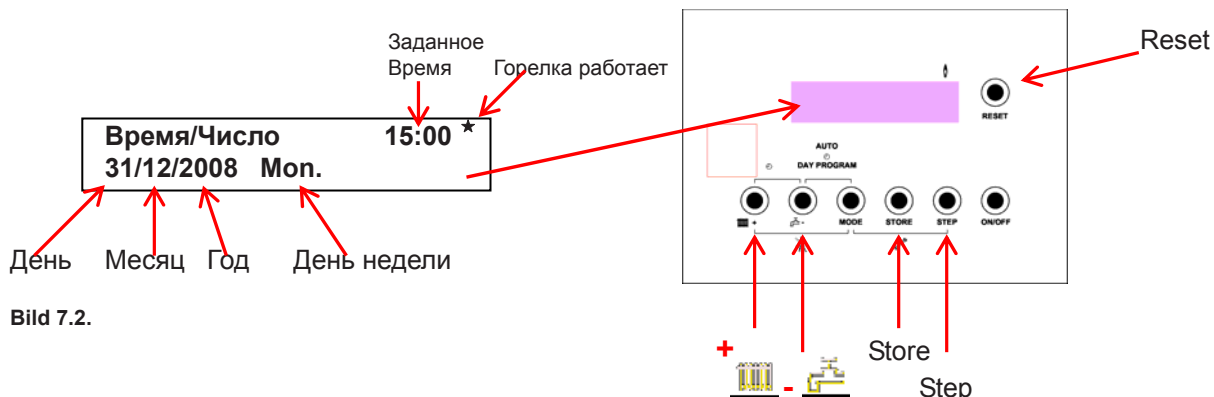 Заданное
Время
Горелка работает
Время/Число 15:00
31/12/2008 Mon.
День Месяц Год День недели
Bild 7.2.
Reset
RESET
AUTO
DAY PROGRAM
+ - MODE STORE STEP ON/OFF
+
-
Store
Step